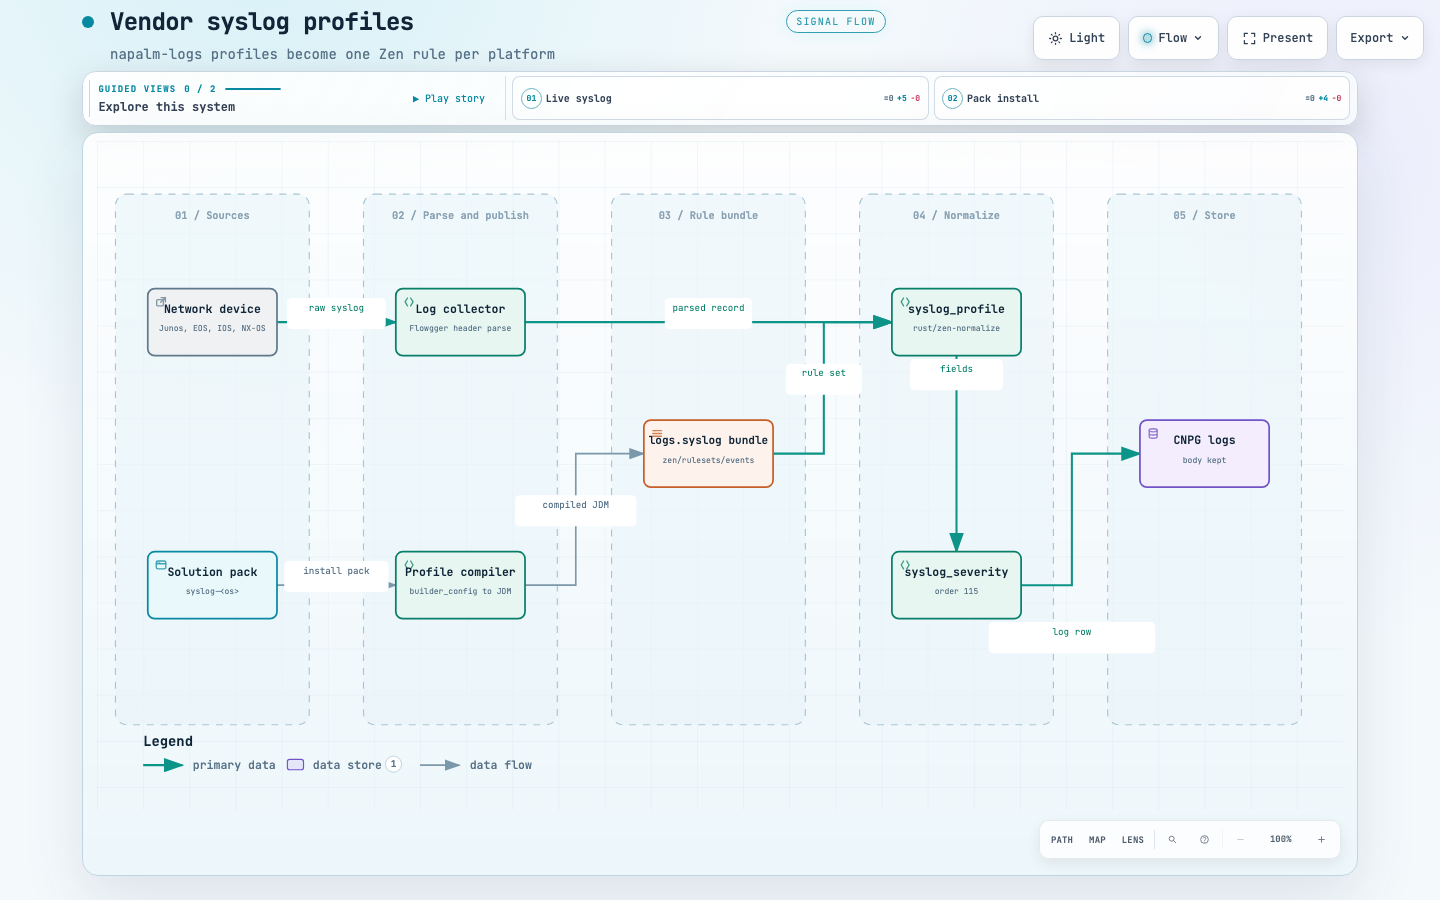 Vendor syslog profiles
napalm-logs profiles become one Zen rule per platform
SIGNAL FLOW
Light
Flow
Present
Export
GUIDED VIEWS 0 / 2
Explore this system
▶ Play story
01 Live syslog
=0 +5 -0
02 Pack install
=0 +4 -0
01 / Sources
02 / Parse and publish
03 / Rule bundle
04 / Normalize
05 / Store
Network device
Junos, EOS, IOS, NX-OS
raw syslog
Log collector
Flowgger header parse
parsed record
syslog_profile
rust/zen-normalize
rule set
fields
logs.syslog bundle
zen/rulesets/events
CNPG logs
body kept
compiled JDM
Solution pack
syslog-<os>
install pack
Profile compiler
builder_config to JDM
syslog_severity
order 115
log row
Legend
primary data
data store 1
data flow
PATH
MAP
LENS
100%